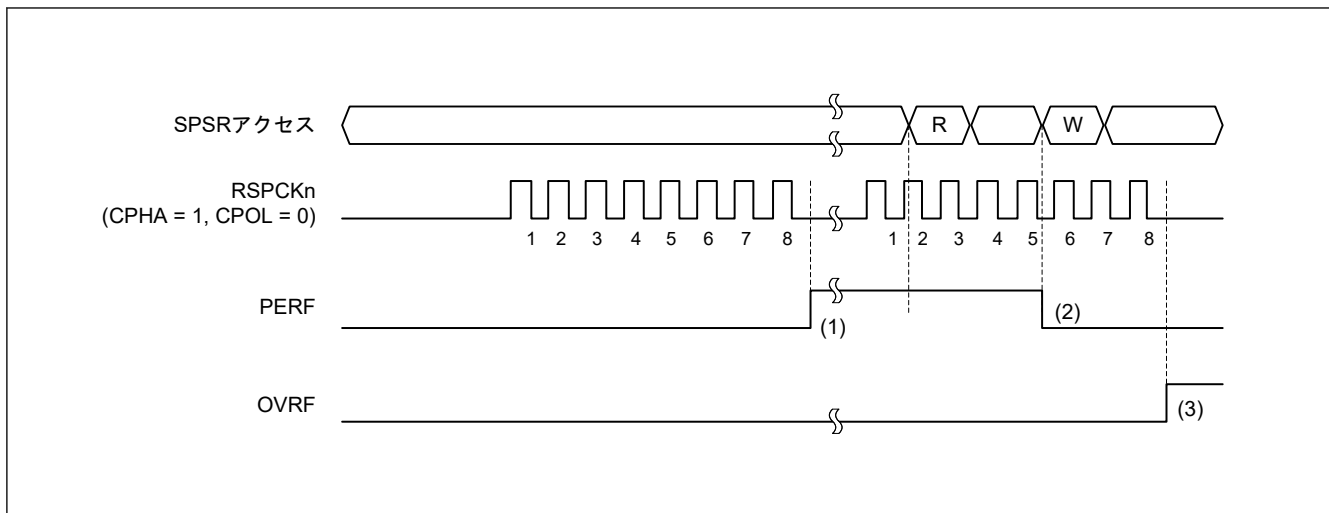 SPSRアクセス
R
W
RSPCKn
(CPHA = 1, CPOL = 0)
1 2 3 4 5 6 7 8 1 2 3 4 5 6 7 8
PERF
(1)
(2)
OVRF
(3)